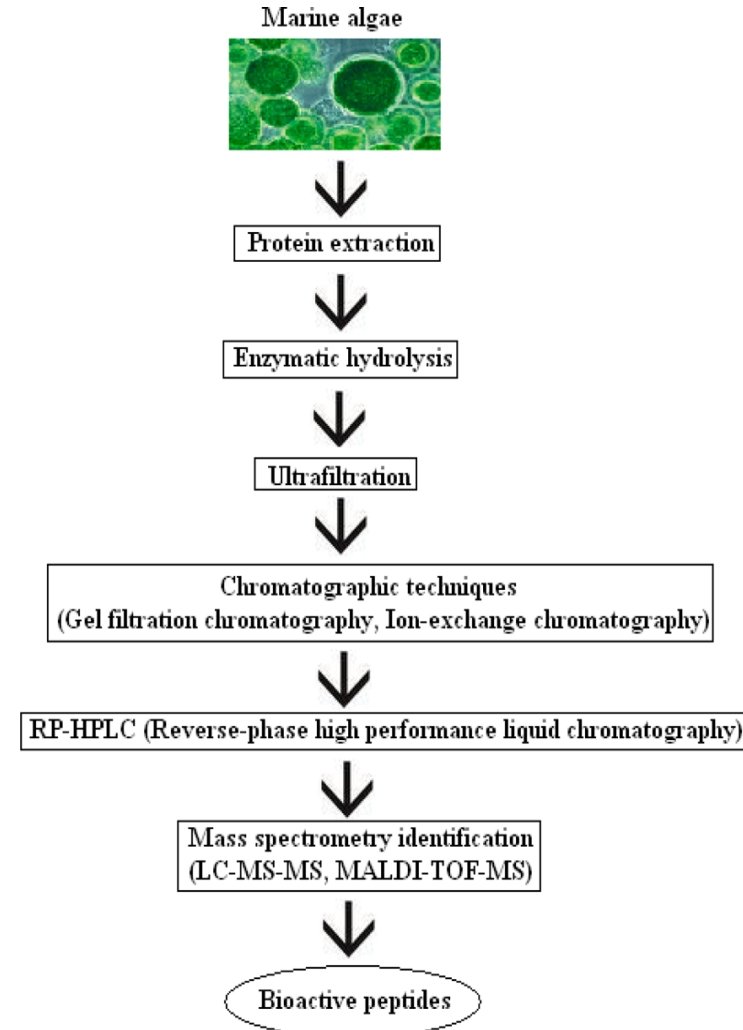 Marine algae
Protein extraction
Enzymatic hydrolysis
Ultrafiltration
Chromatographic techniques
(Gel filtration chromatography, Ion-exchange chromatography)
RP-HPLC (Reverse-phase high performance liquid chromatography)
Mass spectrometry identification
(LC-MS-MS, MALDI-TOF-MS)
Bioactive peptides